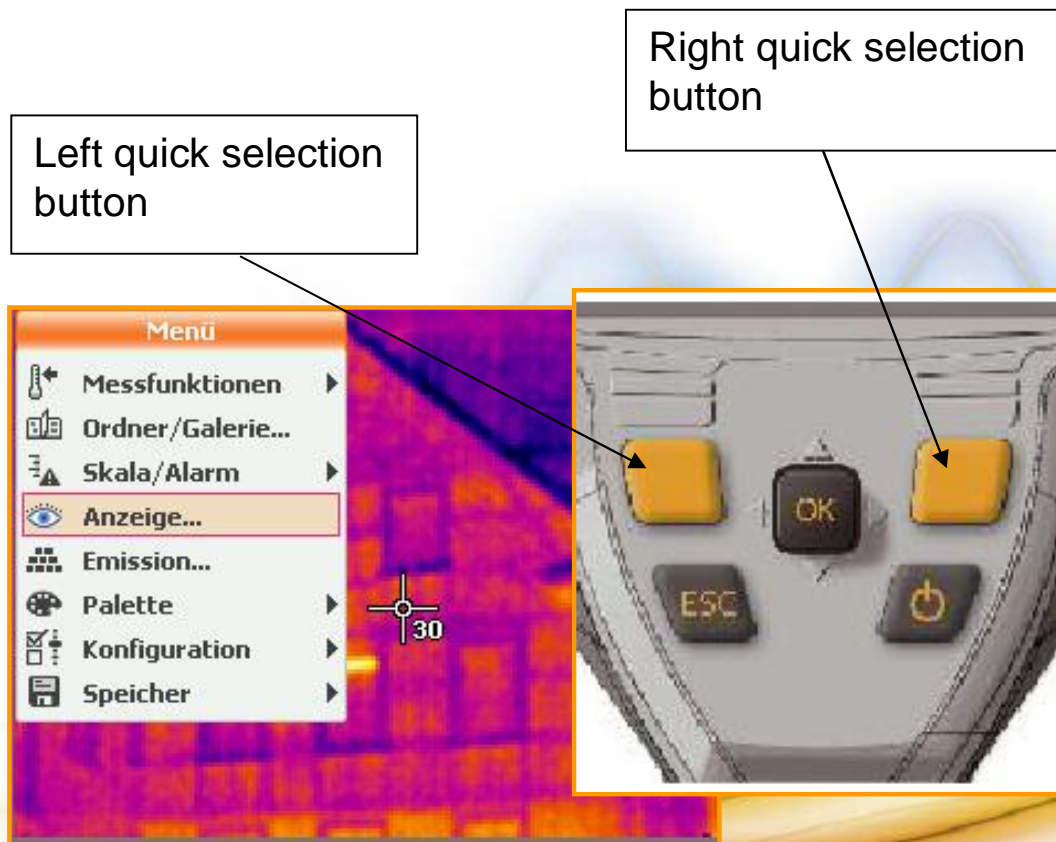 Right quick selection
button
Left quick selection
button
Menü
Messfunktionen
Ordner/Galerie...
Skala/Alarm
Anzeige...
Emission...
Palette
Konfiguration
Speicher
30
OK
ESC